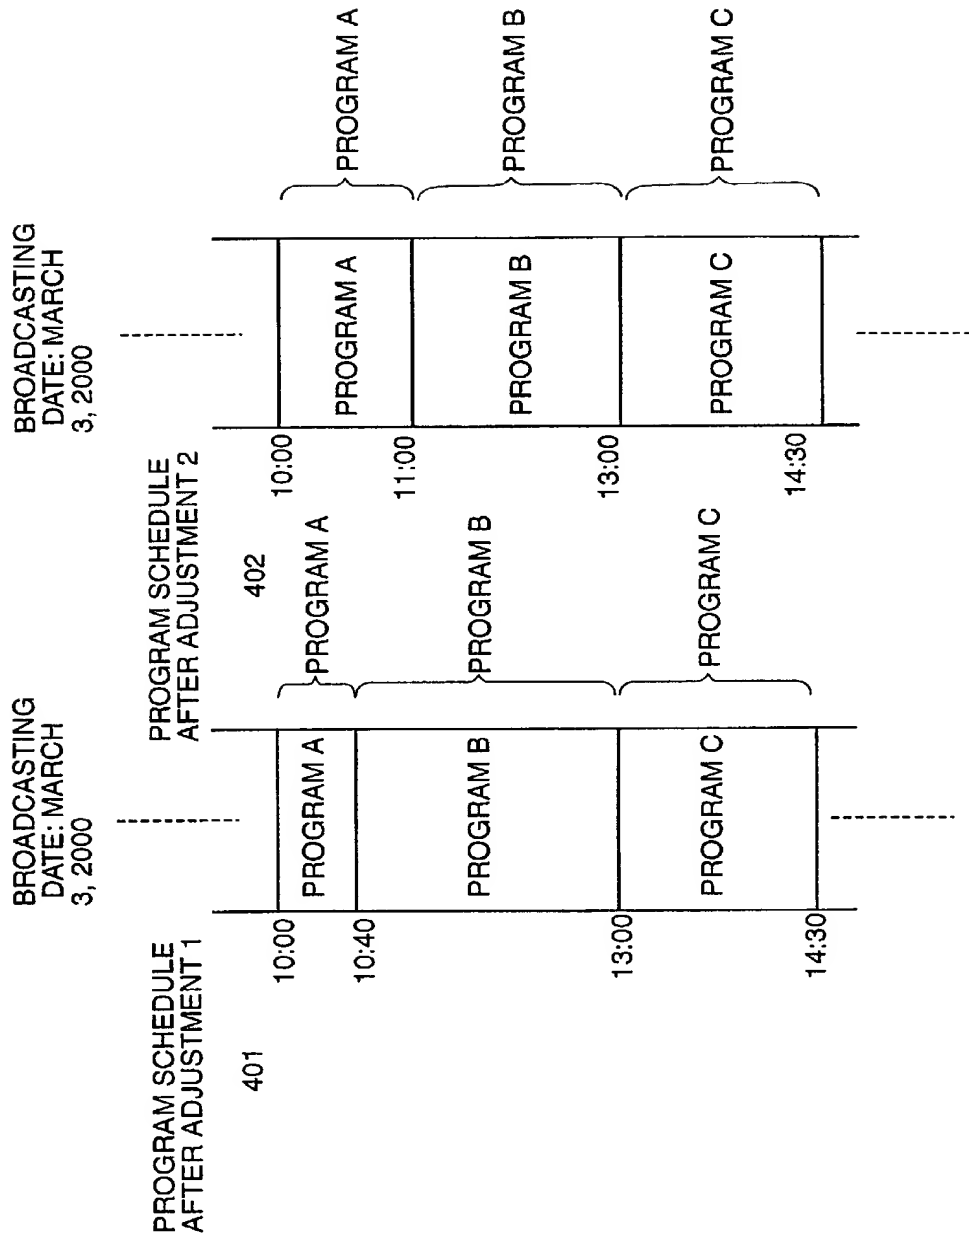 PROGRAM SCHEDULE
AFTER ADJUSTMENT 1
401
BROADCASTING
DATE: MARCH
3, 2000
10:00
10:40
13:00
14:30
PROGRAM A
PROGRAM B
PROGRAM C
PROGRAM A
PROGRAM B
PROGRAM C
PROGRAM SCHEDULE
AFTER ADJUSTMENT 2
402
BROADCASTING
DATE: MARCH
3, 2000
10:00
11:00
13:00
14:30
PROGRAM A
PROGRAM B
PROGRAM C
PROGRAM A
PROGRAM B
PROGRAM C